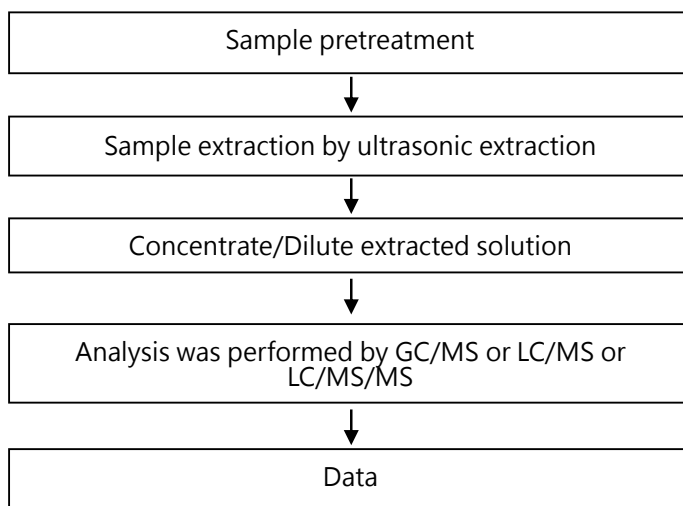 Sample pretreatment
Sample extraction by ultrasonic extraction
Concentrate/Dilute extracted solution
Analysis was performed by GC/MS or LC/MS or
LC/MS/MS
Data